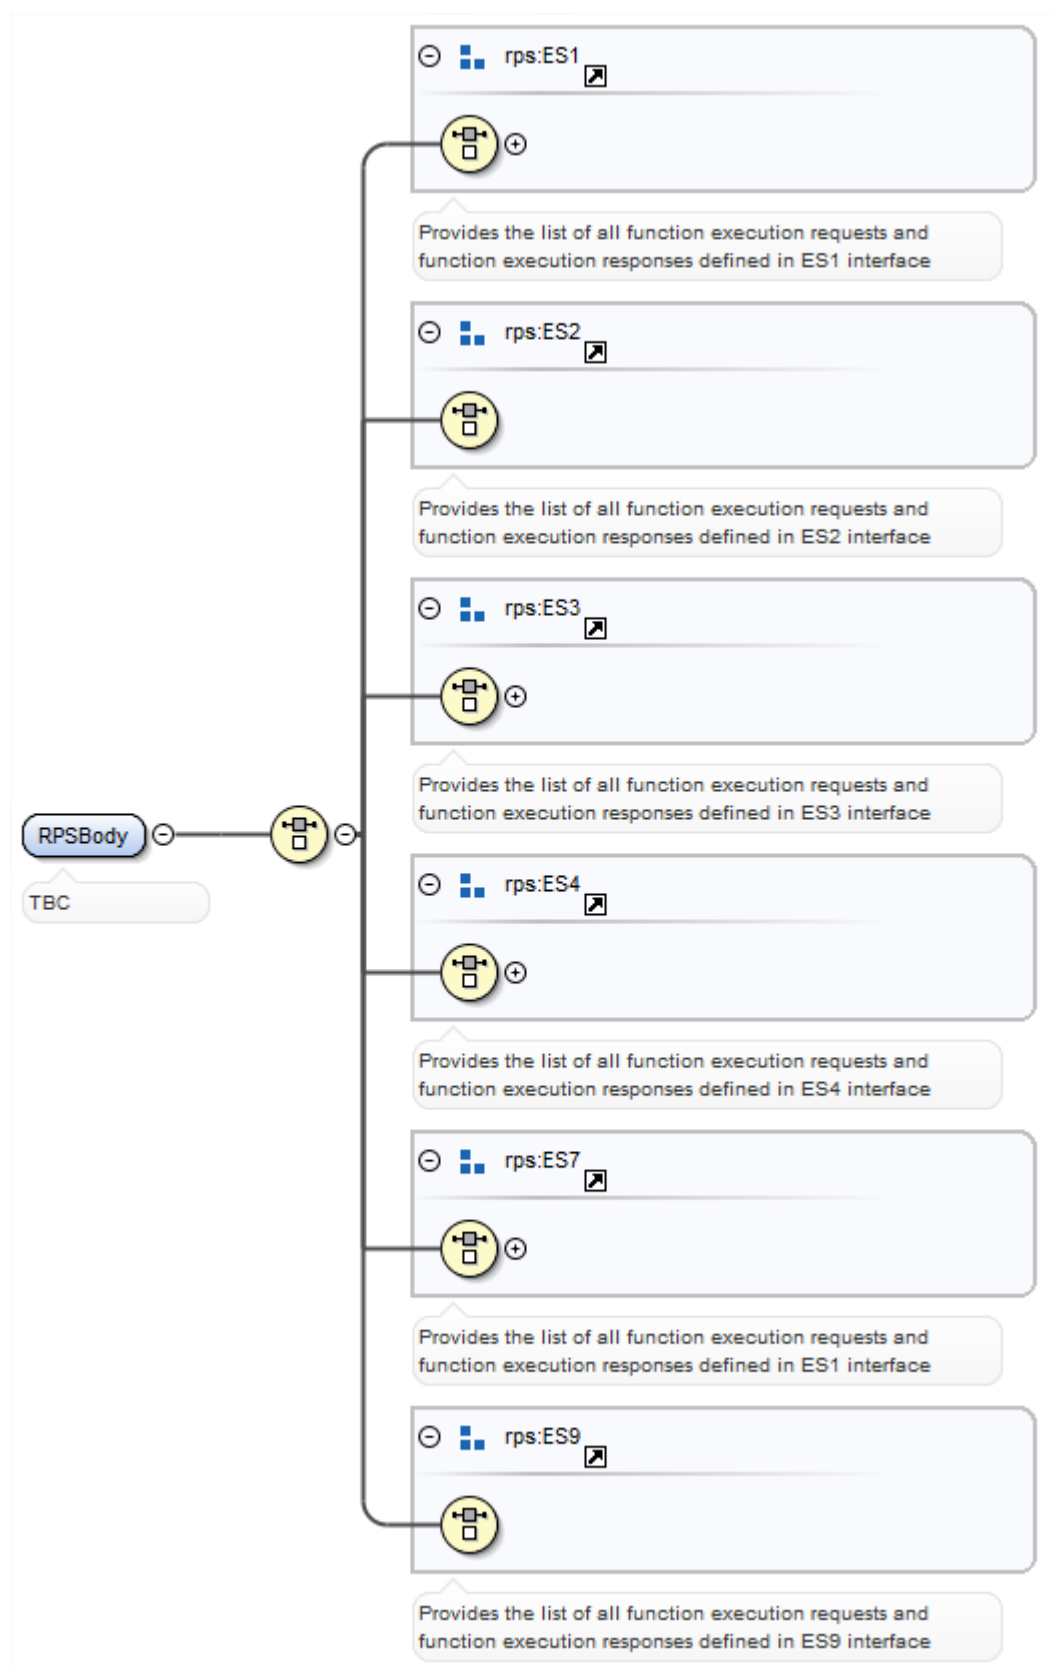 rps:ES1
Provides the list of all function execution requests and
function execution responses defined in ES1 interface
rps:ES2
Provides the list of all function execution requests and
function execution responses defined in ES2 interface
rps:ES3
Provides the list of all function execution requests and
function execution responses defined in ES3 interface
RPSBody
TBC
rps:ES4
Provides the list of all function execution requests and
function execution responses defined in ES4 interface
rps:ES7
Provides the list of all function execution requests and
function execution responses defined in ES1 interface
rps:ES9
Provides the list of all function execution requests and
function execution responses defined in ES9 interface